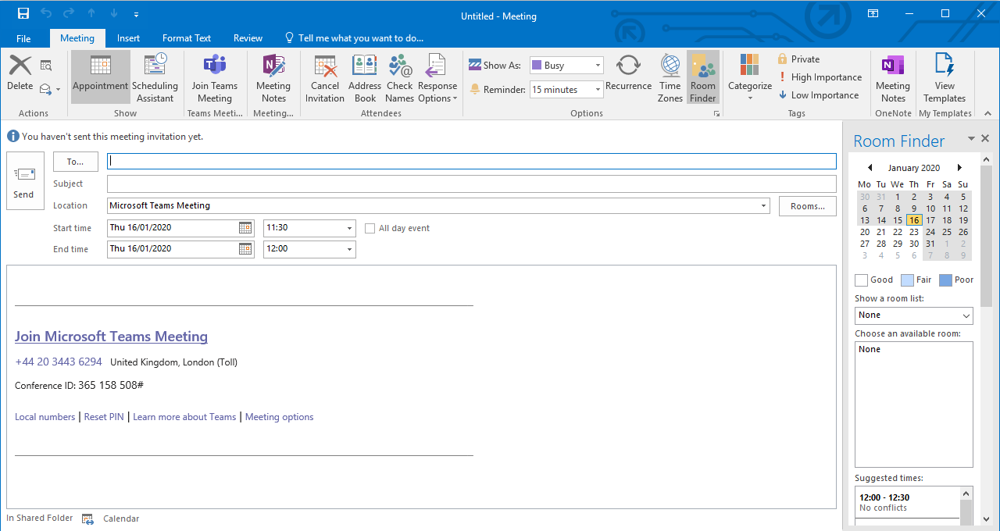 Untitled - Meeting
File Meeting Insert Format Text Review Tell me what you want to do...
Delete
Actions
Appointment
Scheduling Assistant
Show
Join Teams Meeting
Teams Meeti...
Meeting Notes
Meeting...
Cancel Invitation
Address Book
Check Names
Response Options
Attendees
Show As: Busy
Reminder: 15 minutes
Recurrence
Time Zones
Room Finder
Options
Categorize
Private
High Importance
Low Importance
Tags
Meeting Notes
OneNote
View Templates
My Templates
You haven't sent this meeting invitation yet.
Send
To...
Subject
Location Microsoft Teams Meeting Rooms...
Start time Thu 16/01/2020 11:30 All day event
End time Thu 16/01/2020 12:00
Join Microsoft Teams Meeting
+44 20 3443 6294 United Kingdom, London (Toll)
Conference ID: 365 158 508#
Local numbers | Reset PIN | Learn more about Teams | Meeting options
In Shared Folder Calendar
Room Finder
January 2020
Mo Tu We Th Fr Sa Su
30 31 1 2 3 4 5
6 7 8 9 10 11 12
13 14 15 16 17 18 19
20 21 22 23 24 25 26
27 28 29 30 31 1 2
3 4 5 6 7 8 9
Good Fair Poor
Show a room list:
None
Choose an available room:
None
Suggested times:
12:00 - 12:30
No conflicts